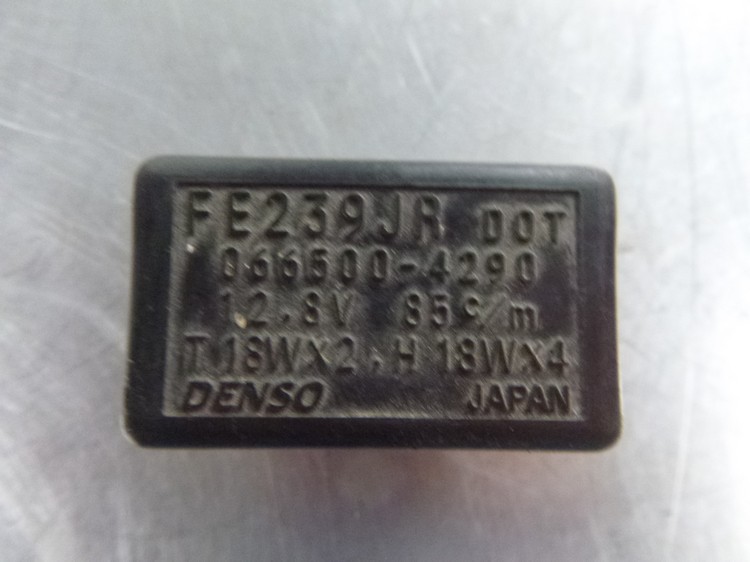 FE239JR DOT
066500-4290
12.8V 85c/m
T 18WX2, H 18WX4
DENSO JAPAN